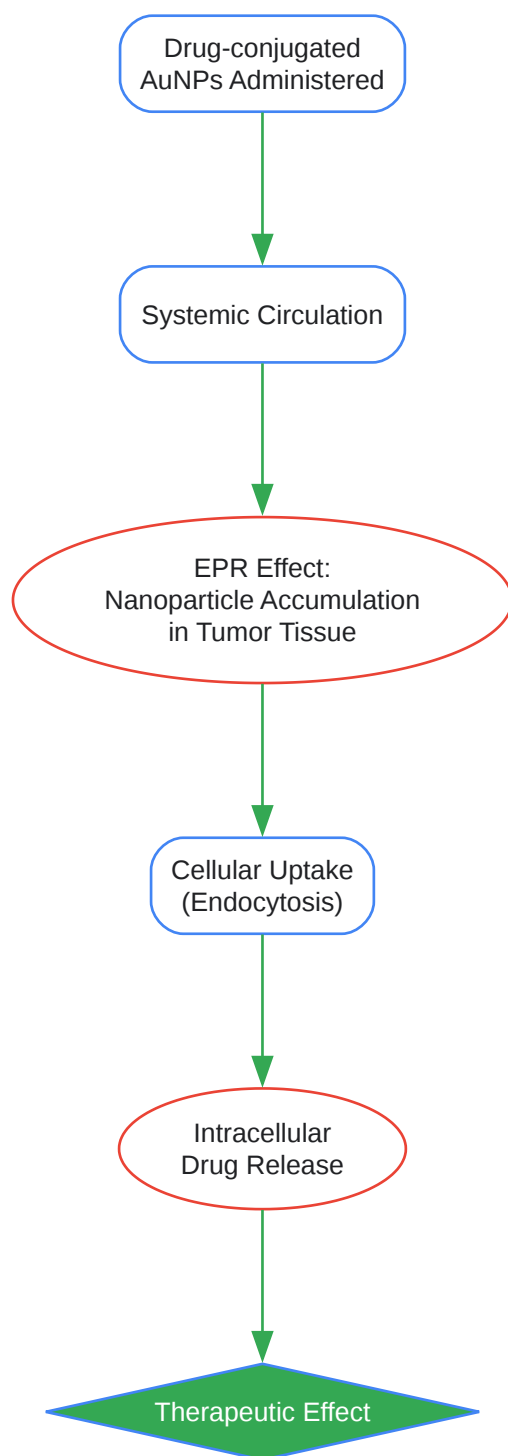 Drug-conjugated
AuNPs Administered
Systemic Circulation
EPR Effect:
Nanoparticle Accumulation
in Tumor Tissue
Cellular Uptake
(Endocytosis)
Intracellular
Drug Release
Therapeutic Effect